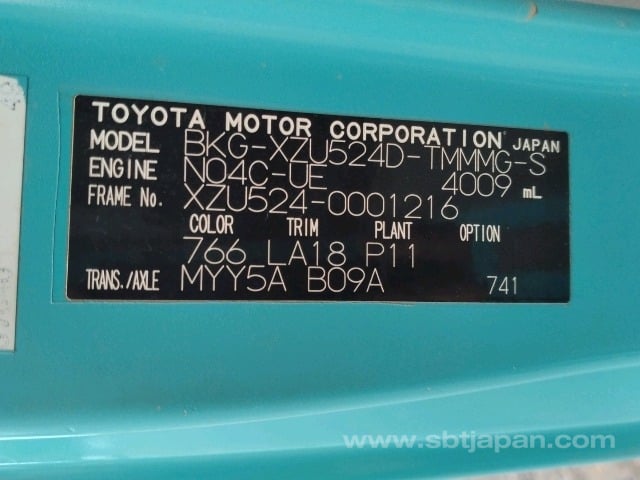 TOYOTA MOTOR CORPORATION JAPAN
MODEL BKG-XZU524D-TMMMG-S
ENGINE N04C-UE 4009 mL
FRAME No. XZU524-0001216
COLOR TRIM PLANT OPTION
766 LA18 P11
TRANS./AXLE MYY5A B09A 741
www.sbtjapan.com